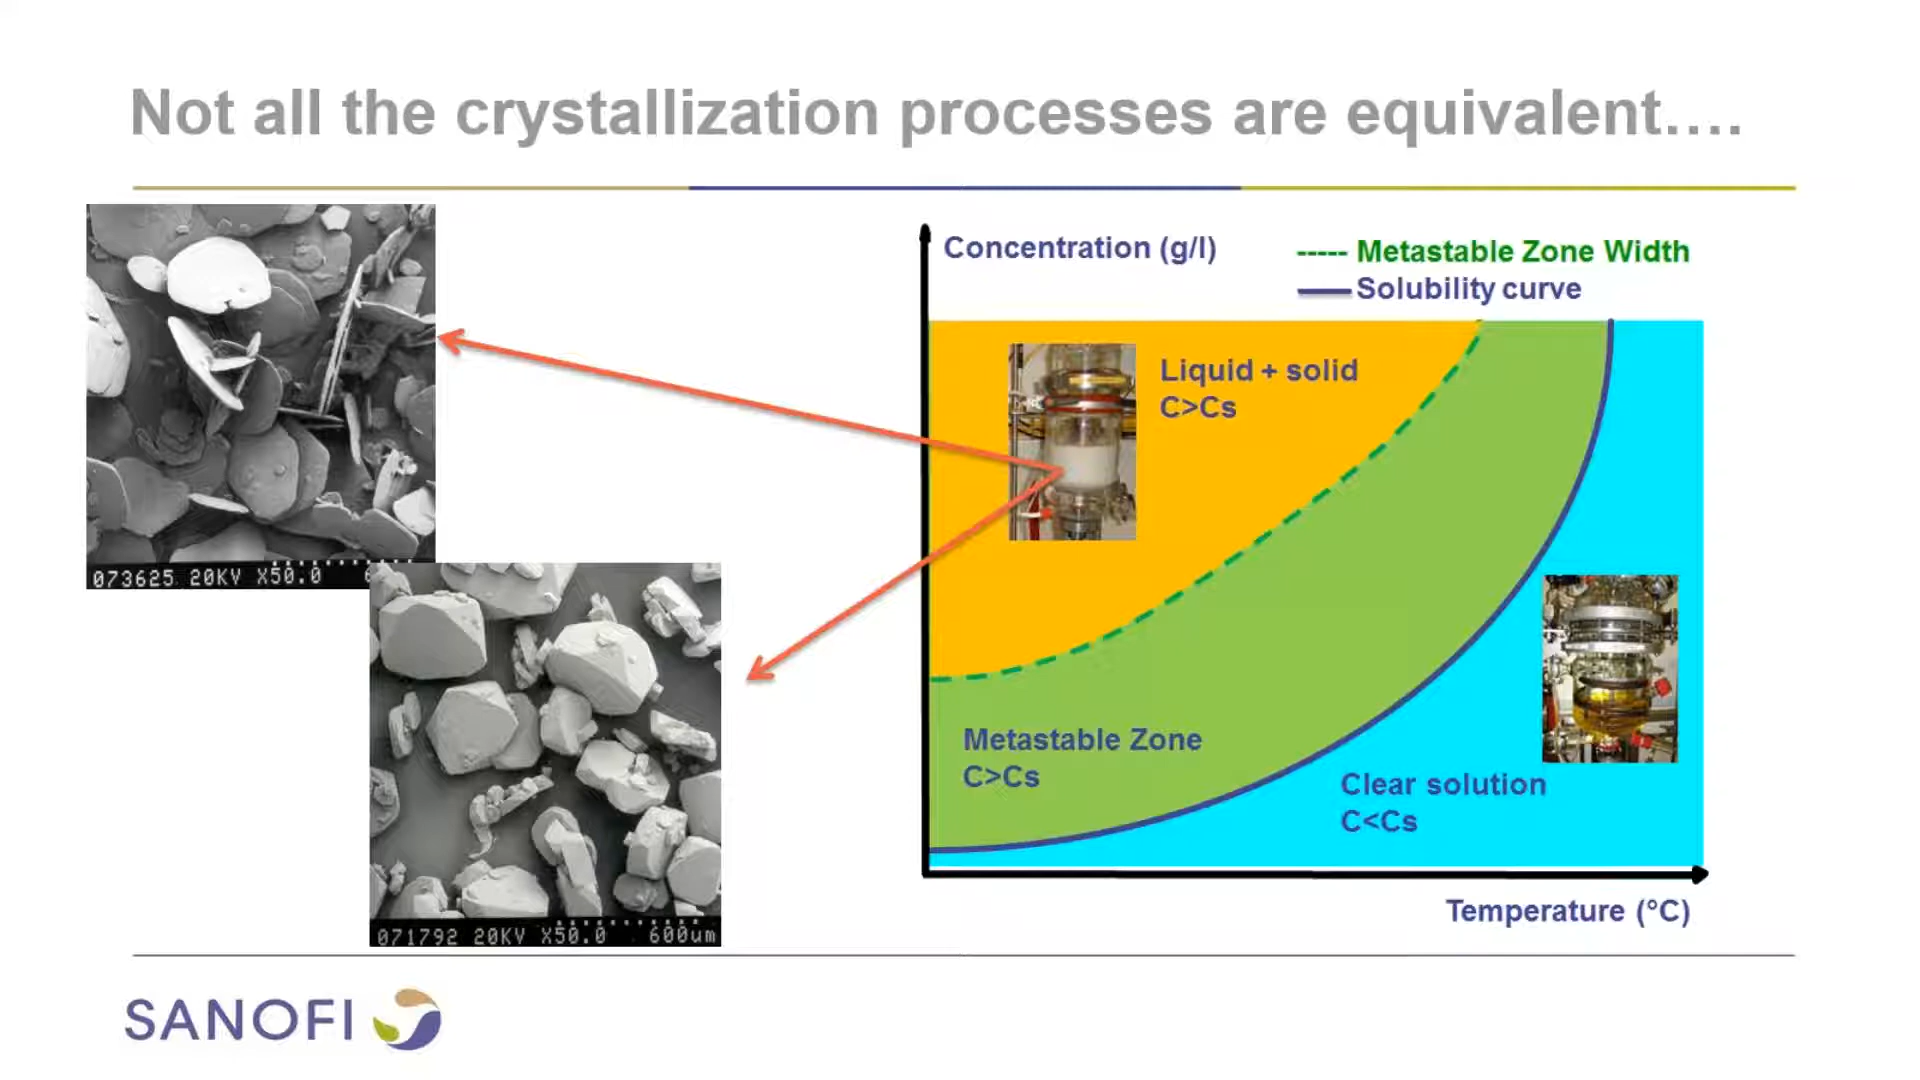 Not all the crystallization processes are equivalent….
073625 20KV X50.0
071792 20KV X50.0 600um
Concentration (g/l)
----- Metastable Zone Width
Solubility curve
Liquid + solid
C>Cs
Metastable Zone
C>Cs
Clear solution
C<Cs
Temperature (°C)
SANOFI